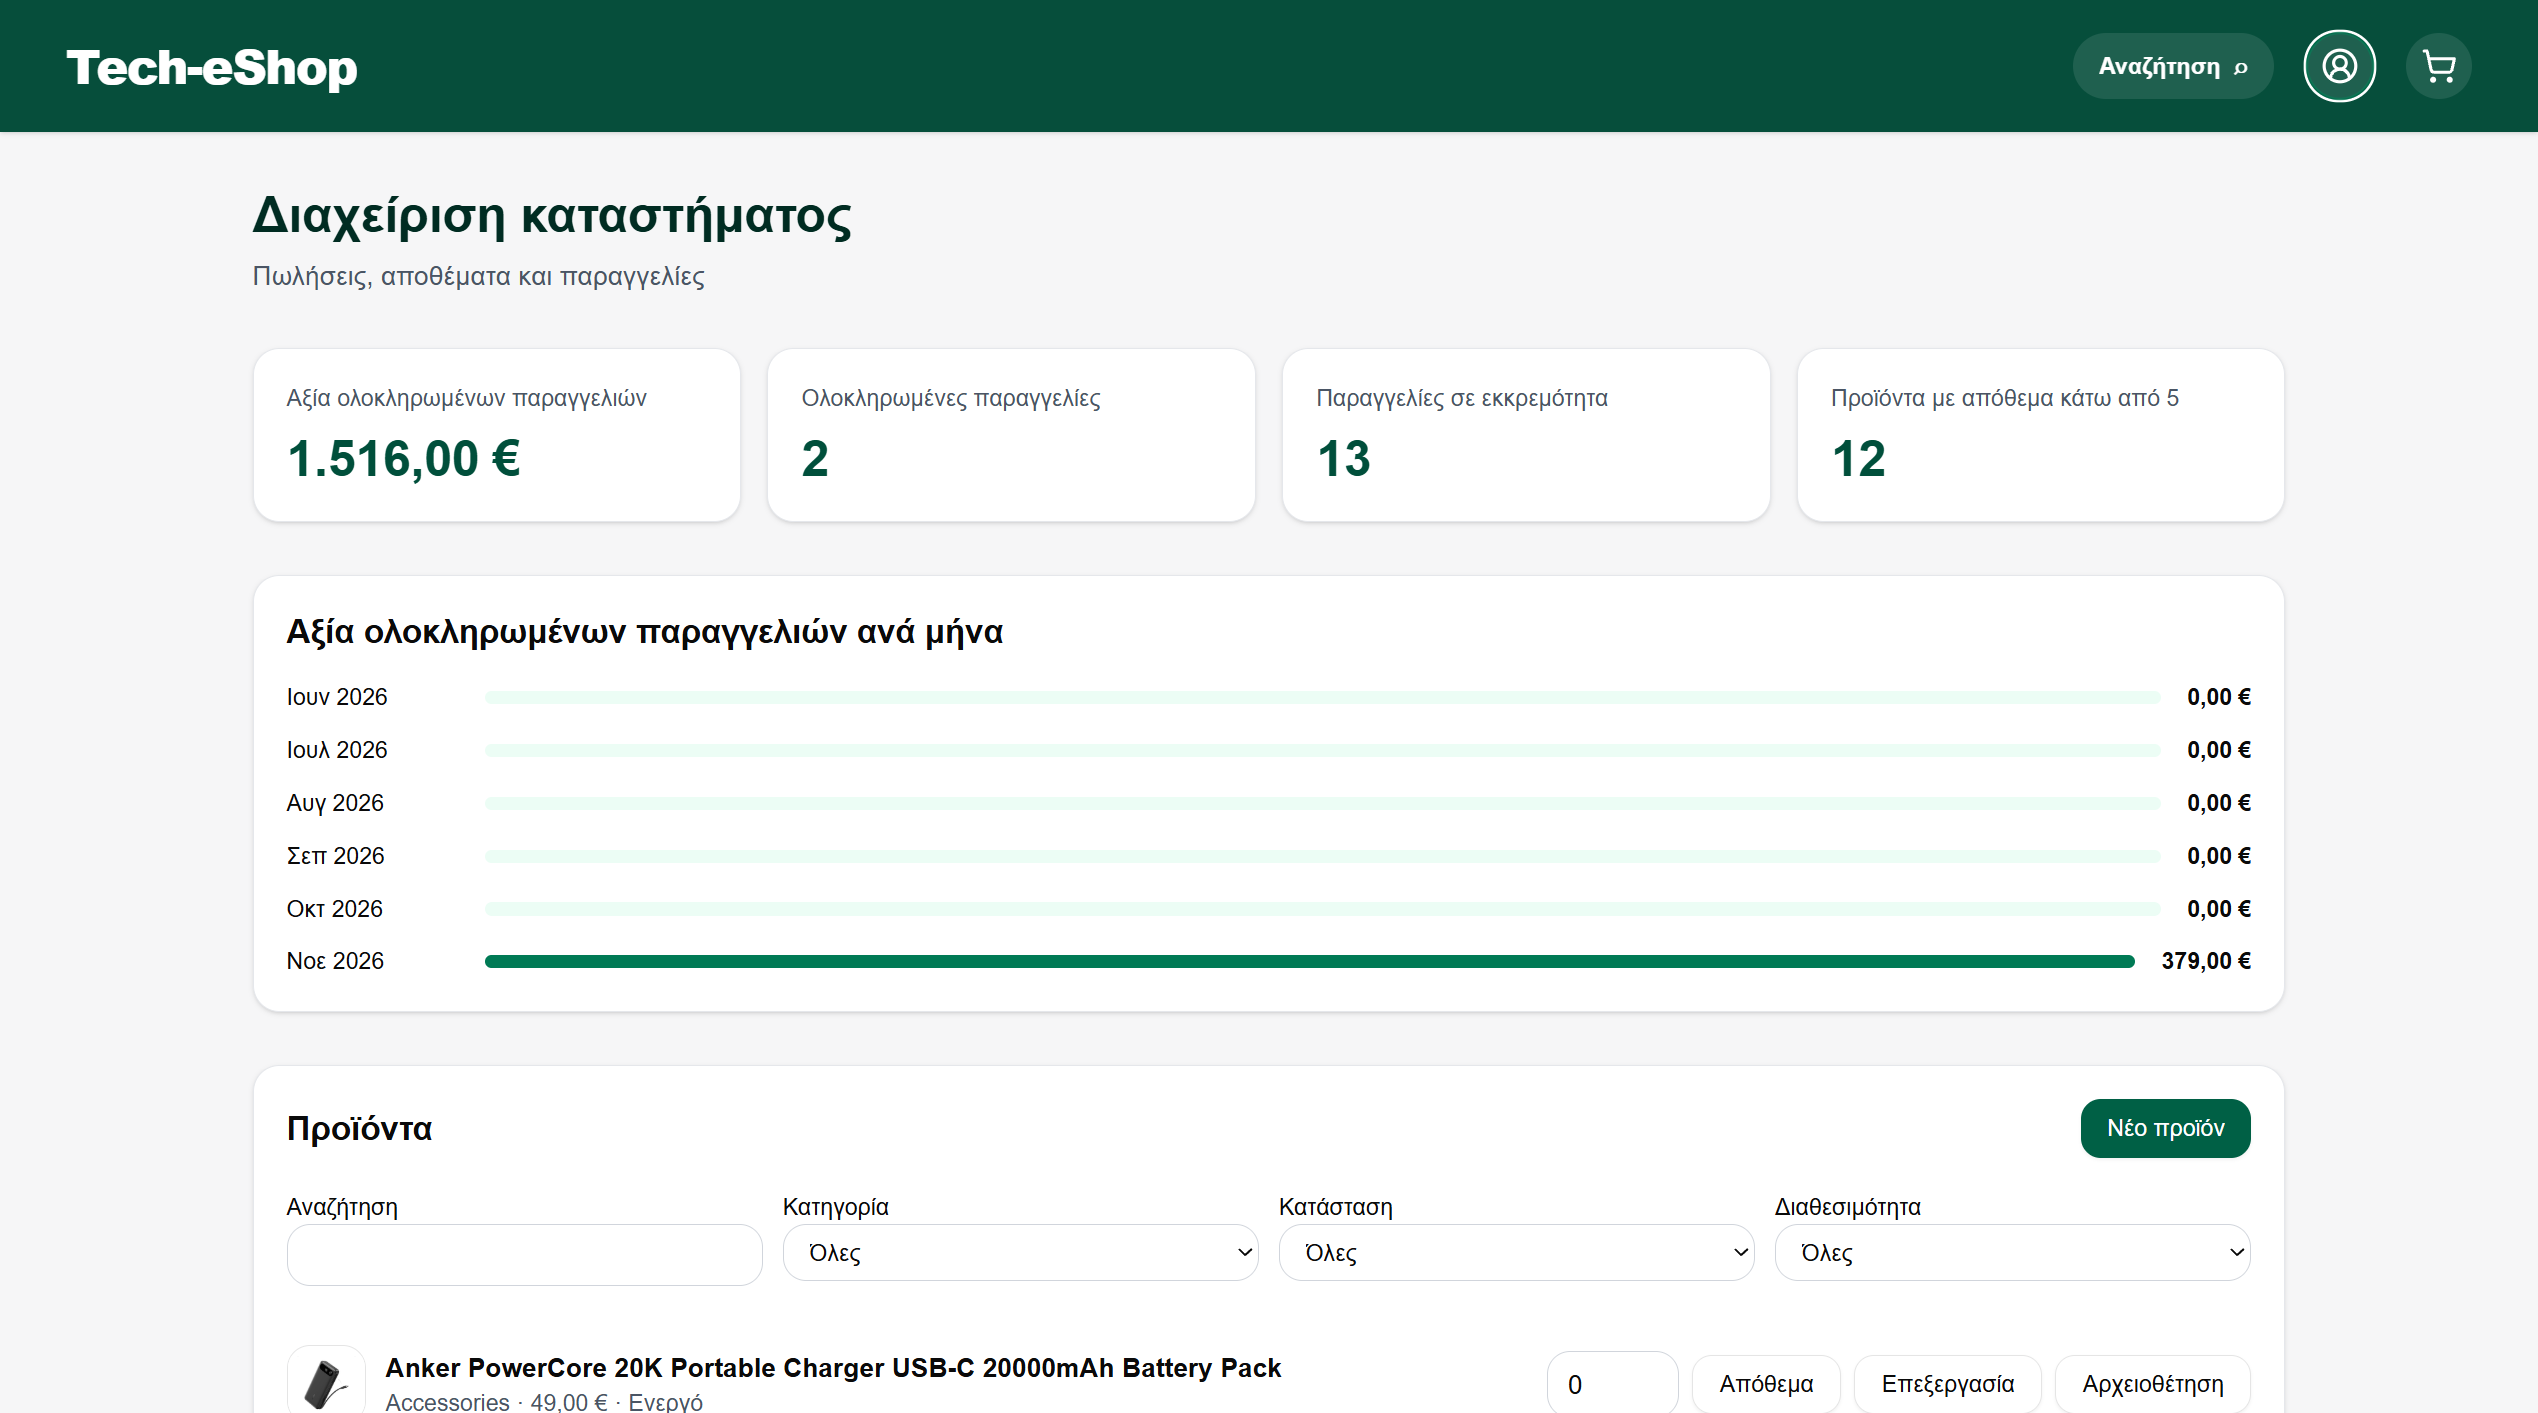 Tech-eShop
Αναζήτηση
Διαχείριση καταστήματος
Πωλήσεις, αποθέματα και παραγγελίες
Αξία ολοκληρωμένων παραγγελιών
1.516,00 €
Ολοκληρωμένες παραγγελίες
2
Παραγγελίες σε εκκρεμότητα
13
Προϊόντα με απόθεμα κάτω από 5
12
Αξία ολοκληρωμένων παραγγελιών ανά μήνα
Ιουν 2026 0,00 €
Ιουλ 2026 0,00 €
Αυγ 2026 0,00 €
Σεπ 2026 0,00 €
Οκτ 2026 0,00 €
Νοε 2026 379,00 €
Προϊόντα
Νέο προϊόν
Αναζήτηση Κατηγορία Κατάσταση Διαθεσιμότητα
Όλες Όλες Όλες
Anker PowerCore 20K Portable Charger USB-C 20000mAh Battery Pack
Accessories · 49,00 € · Ενεργό
0 Απόθεμα Επεξεργασία Αρχειοθέτηση